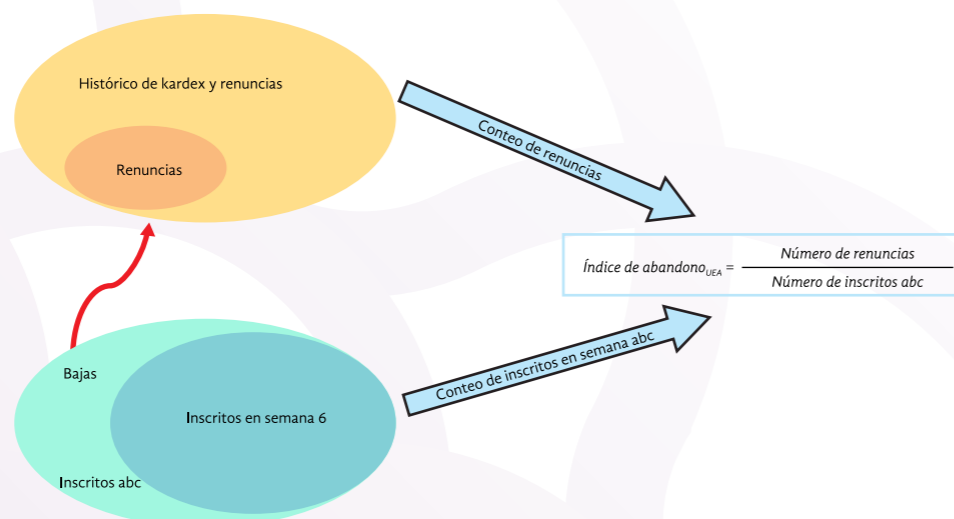 Histórico de kardex y renuncias
Renuncias
Conteo de renuncias
Índice de abandono_UEA = Número de renuncias
Número de inscritos abc
Bajas
Inscritos en semana 6
Inscritos abc
Conteo de inscritos en semana abc